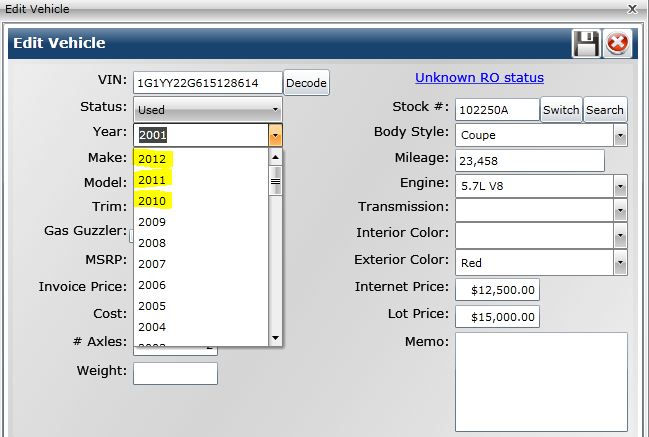 Edit Vehicle x
Edit Vehicle
VIN: 1G1YY22G615128614 Decode Unknown RO status
Status: Used Stock #: 102250A Switch Search
Year: 2001 Body Style: Coupe
Make: 2012 Mileage: 23,458
Model: 2011 Engine: 5.7L V8
Trim: 2010 Transmission:
Gas Guzzler: 2009 Interior Color:
2008
MSRP: 2007 Exterior Color: Red
Invoice Price: 2006 Internet Price: $12,500.00
Cost: 2005 Lot Price: $15,000.00
2004
# Axles: Memo:
Weight: